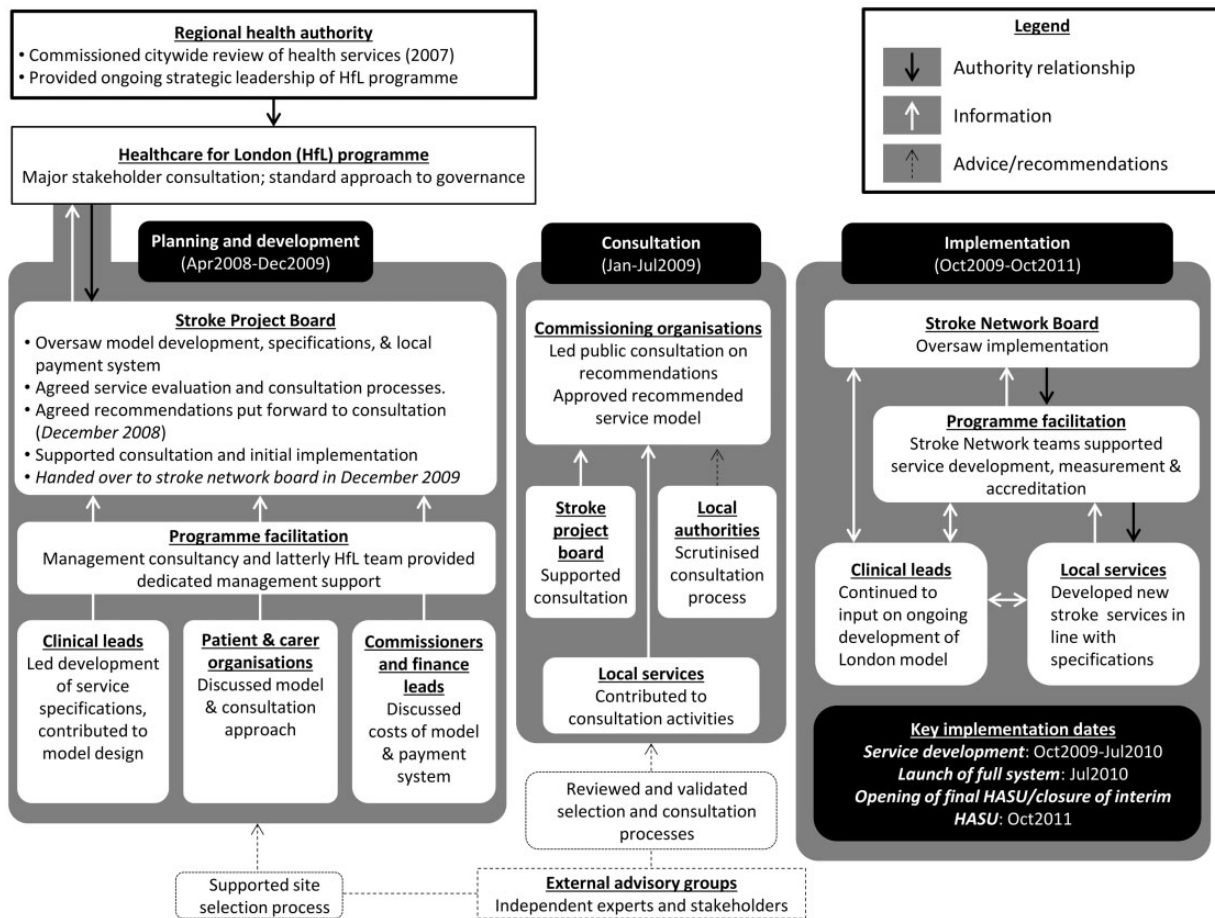 Regional health authority
• Commissioned citywide review of health services (2007)
• Provided ongoing strategic leadership of HfL programme
Legend
Authority relationship
Information
Advice/recommendations
Healthcare for London (HfL) programme
Major stakeholder consultation; standard approach to governance
Planning and development
(Apr2008-Dec2009)
Stroke Project Board
• Oversaw model development, specifications, & local
payment system
• Agreed service evaluation and consultation processes.
• Agreed recommendations put forward to consultation
(December 2008)
• Supported consultation and initial implementation
• Handed over to stroke network board in December 2009
Programme facilitation
Management consultancy and latterly HfL team provided
dedicated management support
Clinical leads
Led development
of service
specifications,
contributed to
model design
Patient & carer
organisations
Discussed model
& consultation
approach
Commissioners
and finance
leads
Discussed
costs of model
& payment
system
Consultation
(Jan-Jul2009)
Commissioning organisations
Led public consultation on
recommendations
Approved recommended
service model
Stroke
project
board
Supported
consultation
Local
authorities
Scrutinised
consultation
process
Local services
Contributed to
consultation activities
Implementation
(Oct2009-Oct2011)
Stroke Network Board
Oversaw implementation
Programme facilitation
Stroke Network teams supported
service development, measurement &
accreditation
Clinical leads
Continued to
input on ongoing
development of
London model
Local services
Developed new
stroke services in
line with
specifications
Key implementation dates
Service development: Oct2009-Jul2010
Launch of full system: Jul2010
Opening of final HASU/closure of interim
HASU: Oct2011
Reviewed and validated
selection and consultation
processes
Supported site
selection process
External advisory groups
Independent experts and stakeholders